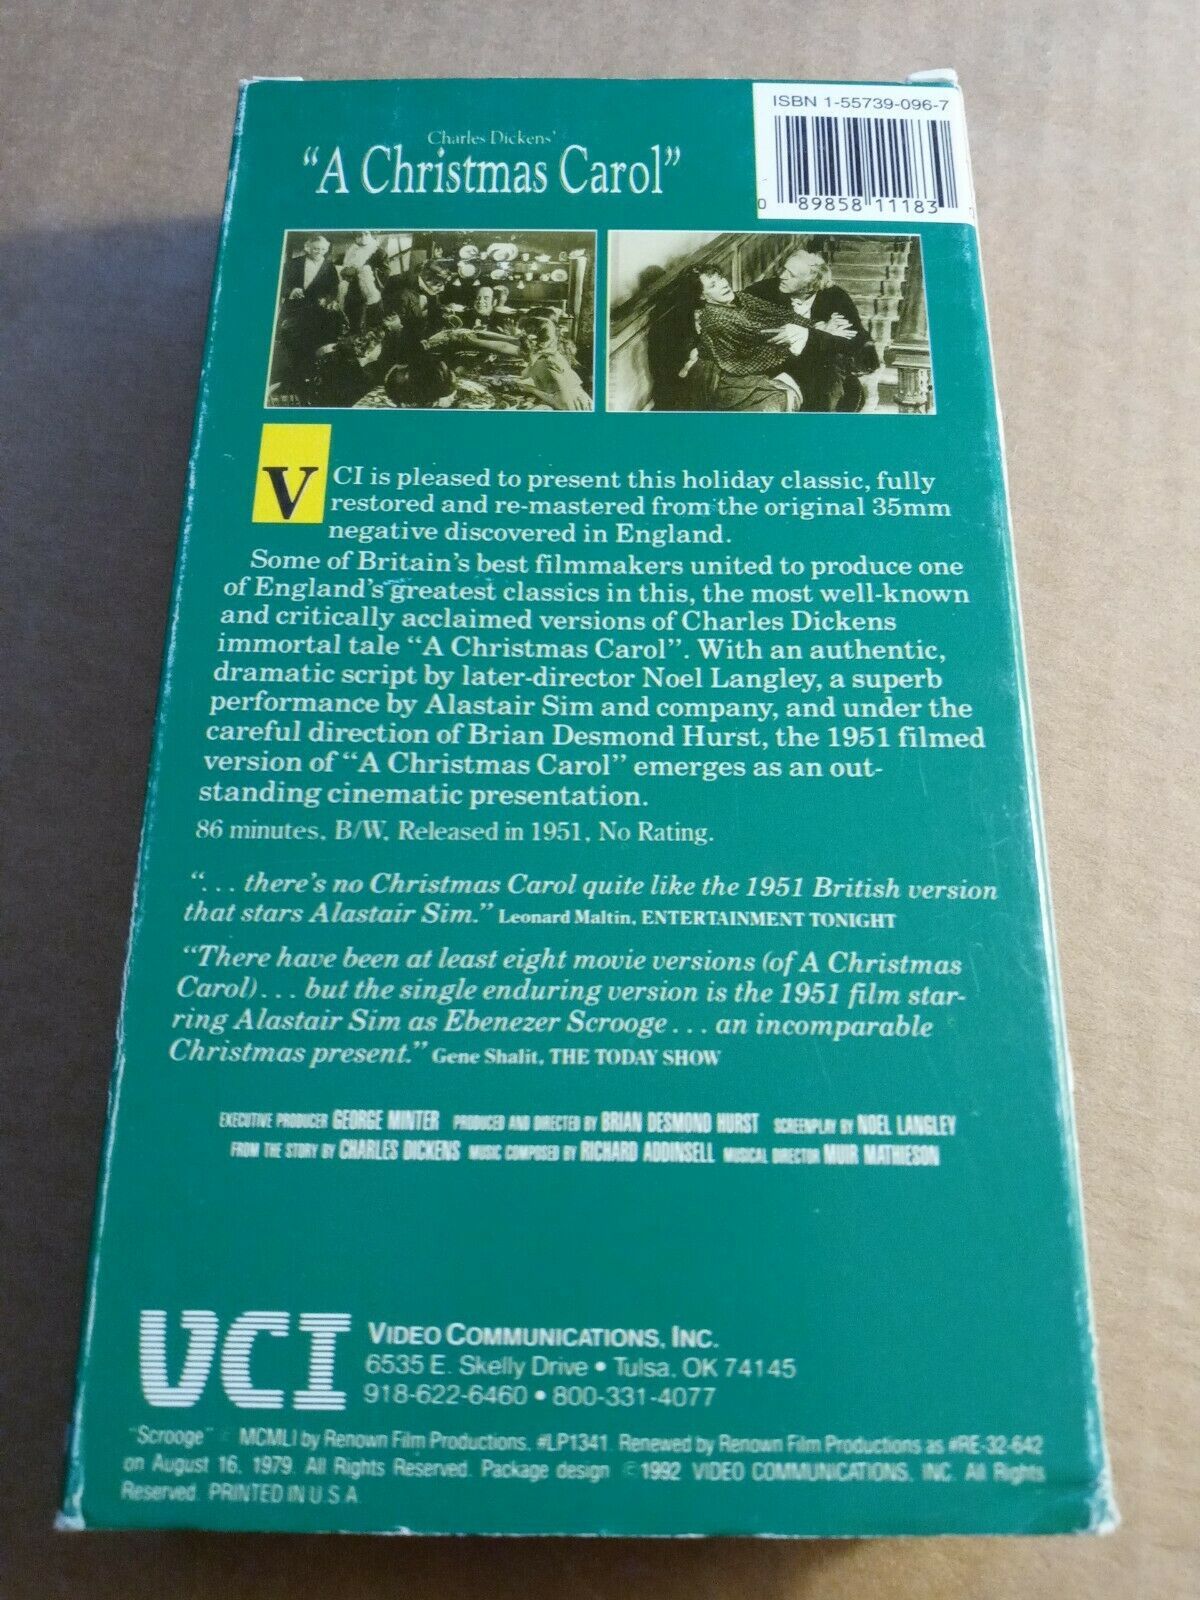 ISBN 1-55739-096-7
Charles Dickens'
"A Christmas Carol"
0 89858 11183
VCI is pleased to present this holiday classic, fully
restored and re-mastered from the original 35mm
negative discovered in England.
Some of Britain's best filmmakers united to produce one
of England's greatest classics in this, the most well-known
and critically acclaimed versions of Charles Dickens
immortal tale "A Christmas Carol". With an authentic,
dramatic script by later-director Noel Langley, a superb
performance by Alastair Sim and company, and under the
careful direction of Brian Desmond Hurst, the 1951 filmed
version of "A Christmas Carol" emerges as an out-
standing cinematic presentation.
86 minutes, B/W, Released in 1951, No Rating.
"... there's no Christmas Carol quite like the 1951 British version
that stars Alastair Sim." Leonard Maltin, ENTERTAINMENT TONIGHT
"There have been at least eight movie versions (of A Christmas
Carol)... but the single enduring version is the 1951 film star-
ring Alastair Sim as Ebenezer Scrooge... an incomparable
Christmas present." Gene Shalit, THE TODAY SHOW
EXECUTIVE PRODUCER GEORGE MINTER PRODUCED AND DIRECTED BY BRIAN DESMOND HURST SCREENPLAY BY NOEL LANGLEY
FROM THE STORY BY CHARLES DICKENS MUSIC COMPOSED BY RICHARD ADDINSELL MUSICAL DIRECTOR MUIR MATHIESON
VCI
VIDEO COMMUNICATIONS, INC.
6535 E. Skelly Drive • Tulsa, OK 74145
918-622-6460 • 800-331-4077
"Scrooge" © MCMLI by Renown Film Productions, #LP1341. Renewed by Renown Film Productions as #RE-32-642
on August 16, 1979. All Rights Reserved. Package design ©1992 VIDEO COMMUNICATIONS, INC. All Rights
Reserved. PRINTED IN U.S.A.